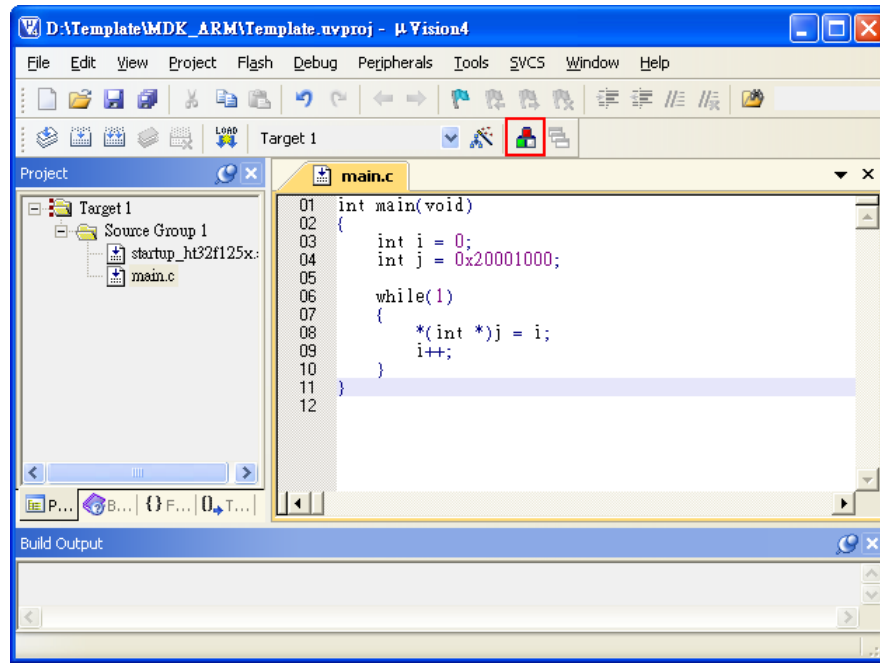 D:\Template\MDK_ARM\Template.uvproj - µVision4
File Edit View Project Flash Debug Peripherals Tools SVCS Window Help
LOAD Target 1
Project
main.c
Target 1
Source Group 1
startup_ht32f125x.s
main.c
01 int main(void)
02 {
03     int i = 0;
04     int j = 0x20001000;
05
06     while(1)
07     {
08         *(int *)j = i;
09         i++;
10     }
11 }
12
P... B... {} F... 0 T...
Build Output